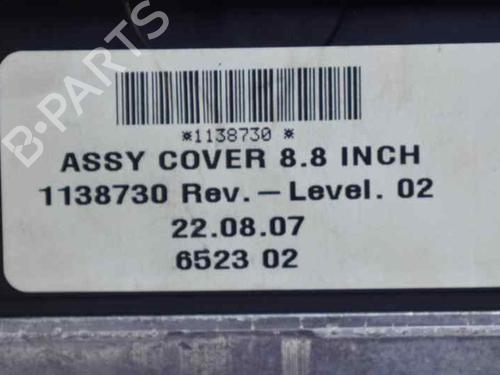 B-PARTS
*1138730 *
ASSY COVER 8.8 INCH
1138730 Rev. – Level. 02
22.08.07
6523 02